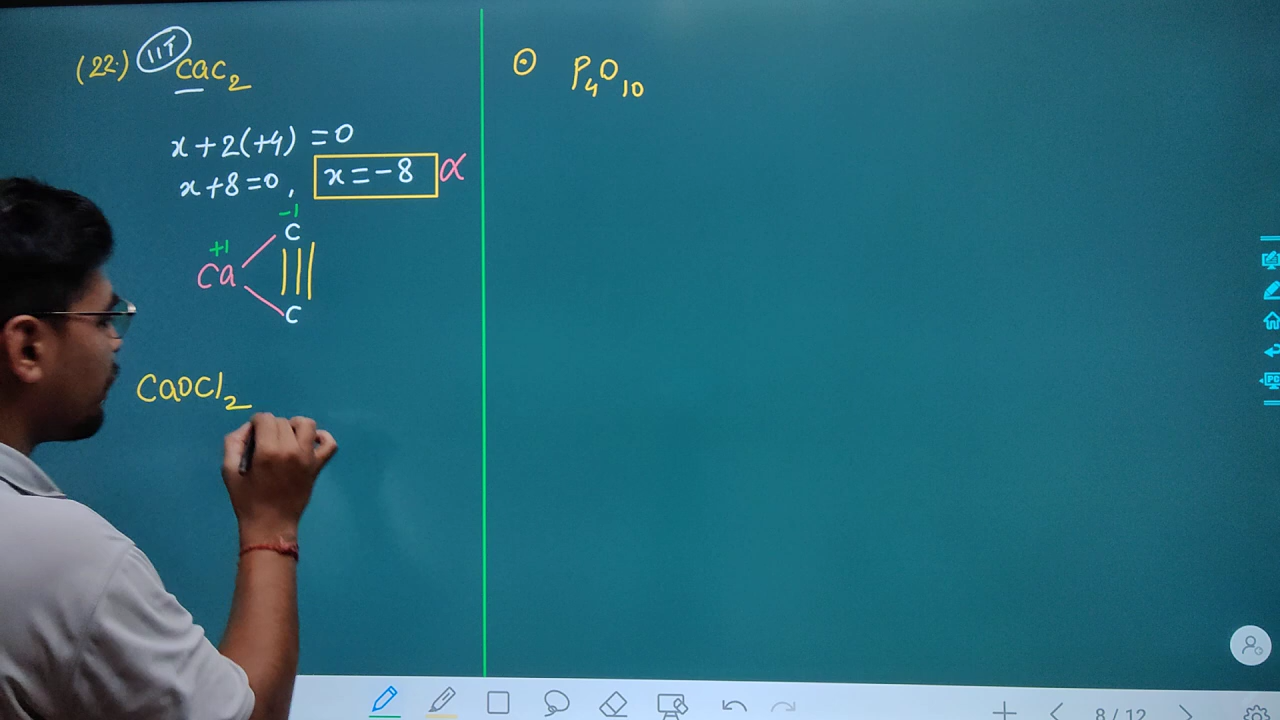 (22.) IIT CaC2
x+2(+4) =0
x+8=0, x=-8 α
-1
C
+1
Ca
C
CaOCl2
⊙ P4O10
8/12